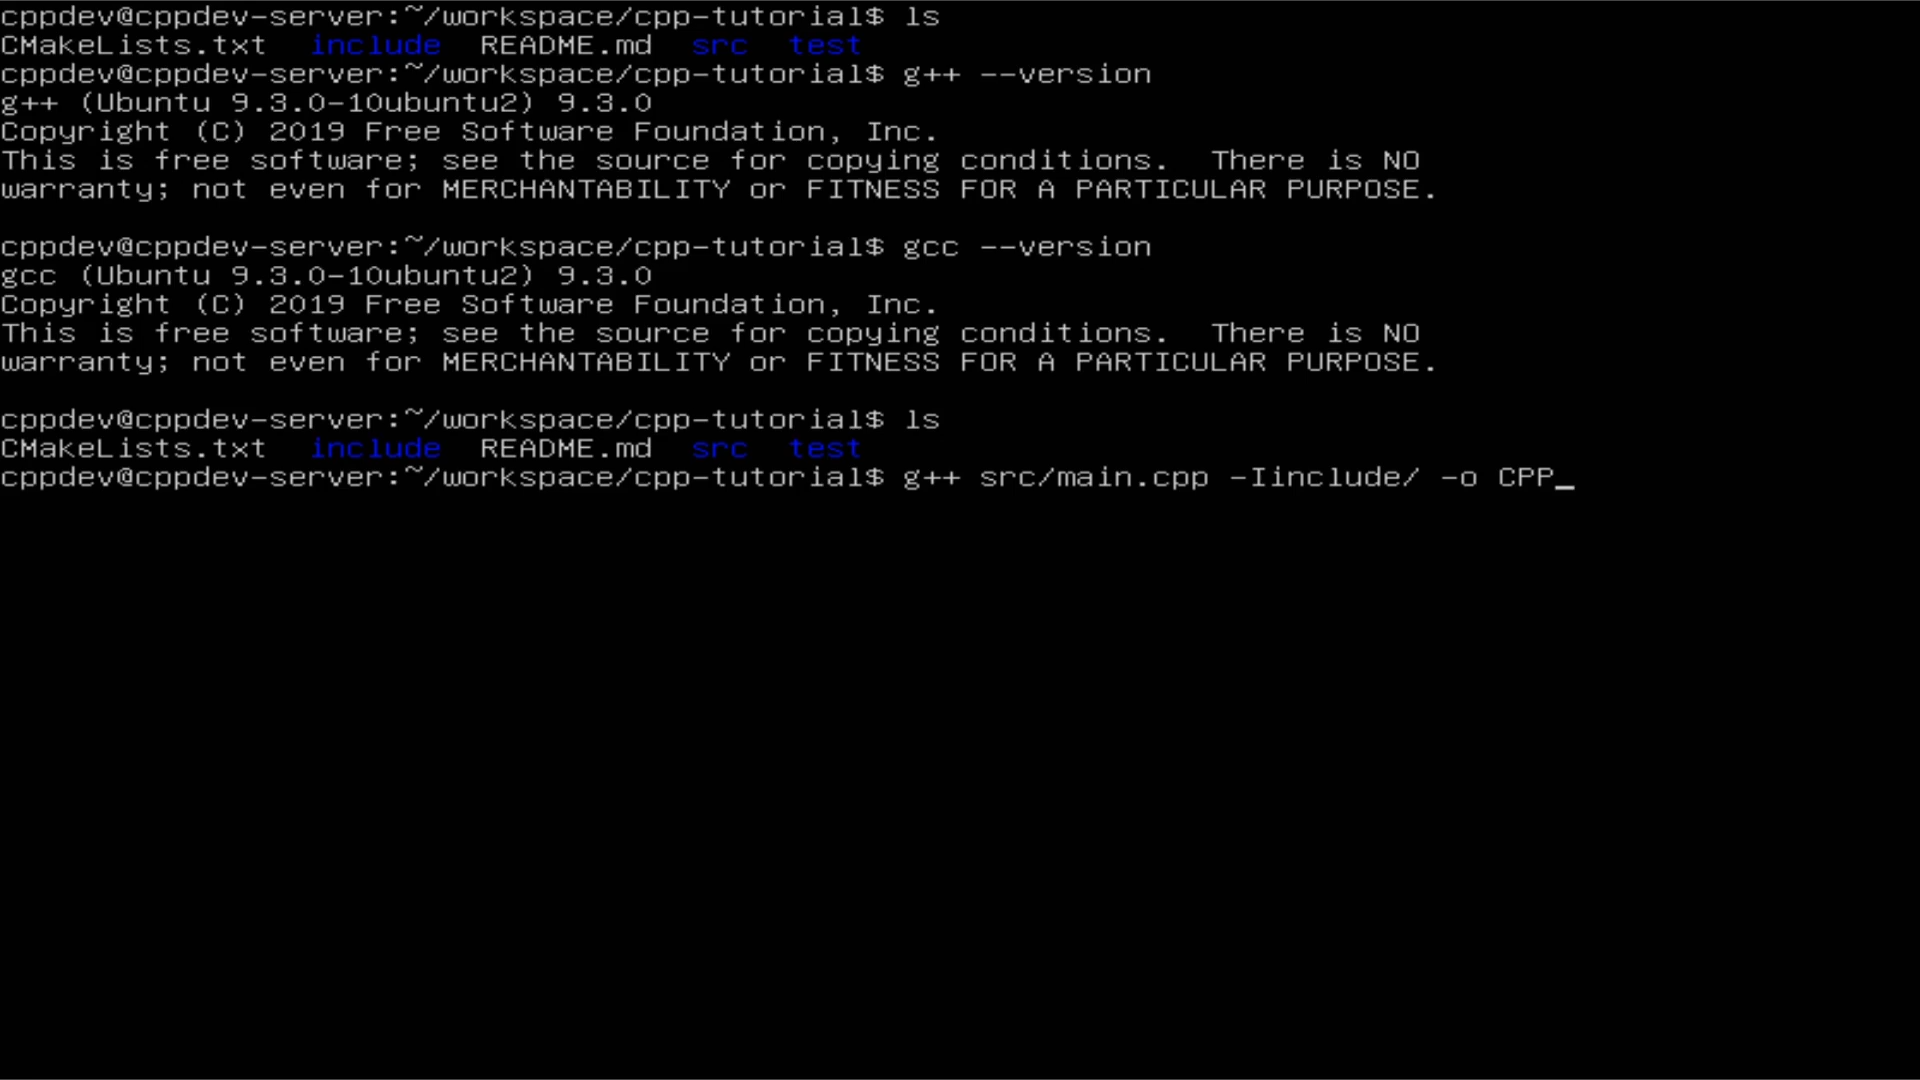 cppdev@cppdev-server:~/workspace/cpp-tutorial$ ls
CMakeLists.txt  include  README.md  src  test
cppdev@cppdev-server:~/workspace/cpp-tutorial$ g++ --version
g++ (Ubuntu 9.3.0-10ubuntu2) 9.3.0
Copyright (C) 2019 Free Software Foundation, Inc.
This is free software; see the source for copying conditions.  There is NO
warranty; not even for MERCHANTABILITY or FITNESS FOR A PARTICULAR PURPOSE.

cppdev@cppdev-server:~/workspace/cpp-tutorial$ gcc --version
gcc (Ubuntu 9.3.0-10ubuntu2) 9.3.0
Copyright (C) 2019 Free Software Foundation, Inc.
This is free software; see the source for copying conditions.  There is NO
warranty; not even for MERCHANTABILITY or FITNESS FOR A PARTICULAR PURPOSE.

cppdev@cppdev-server:~/workspace/cpp-tutorial$ ls
CMakeLists.txt  include  README.md  src  test
cppdev@cppdev-server:~/workspace/cpp-tutorial$ g++ src/main.cpp -Iinclude/ -o CPP_